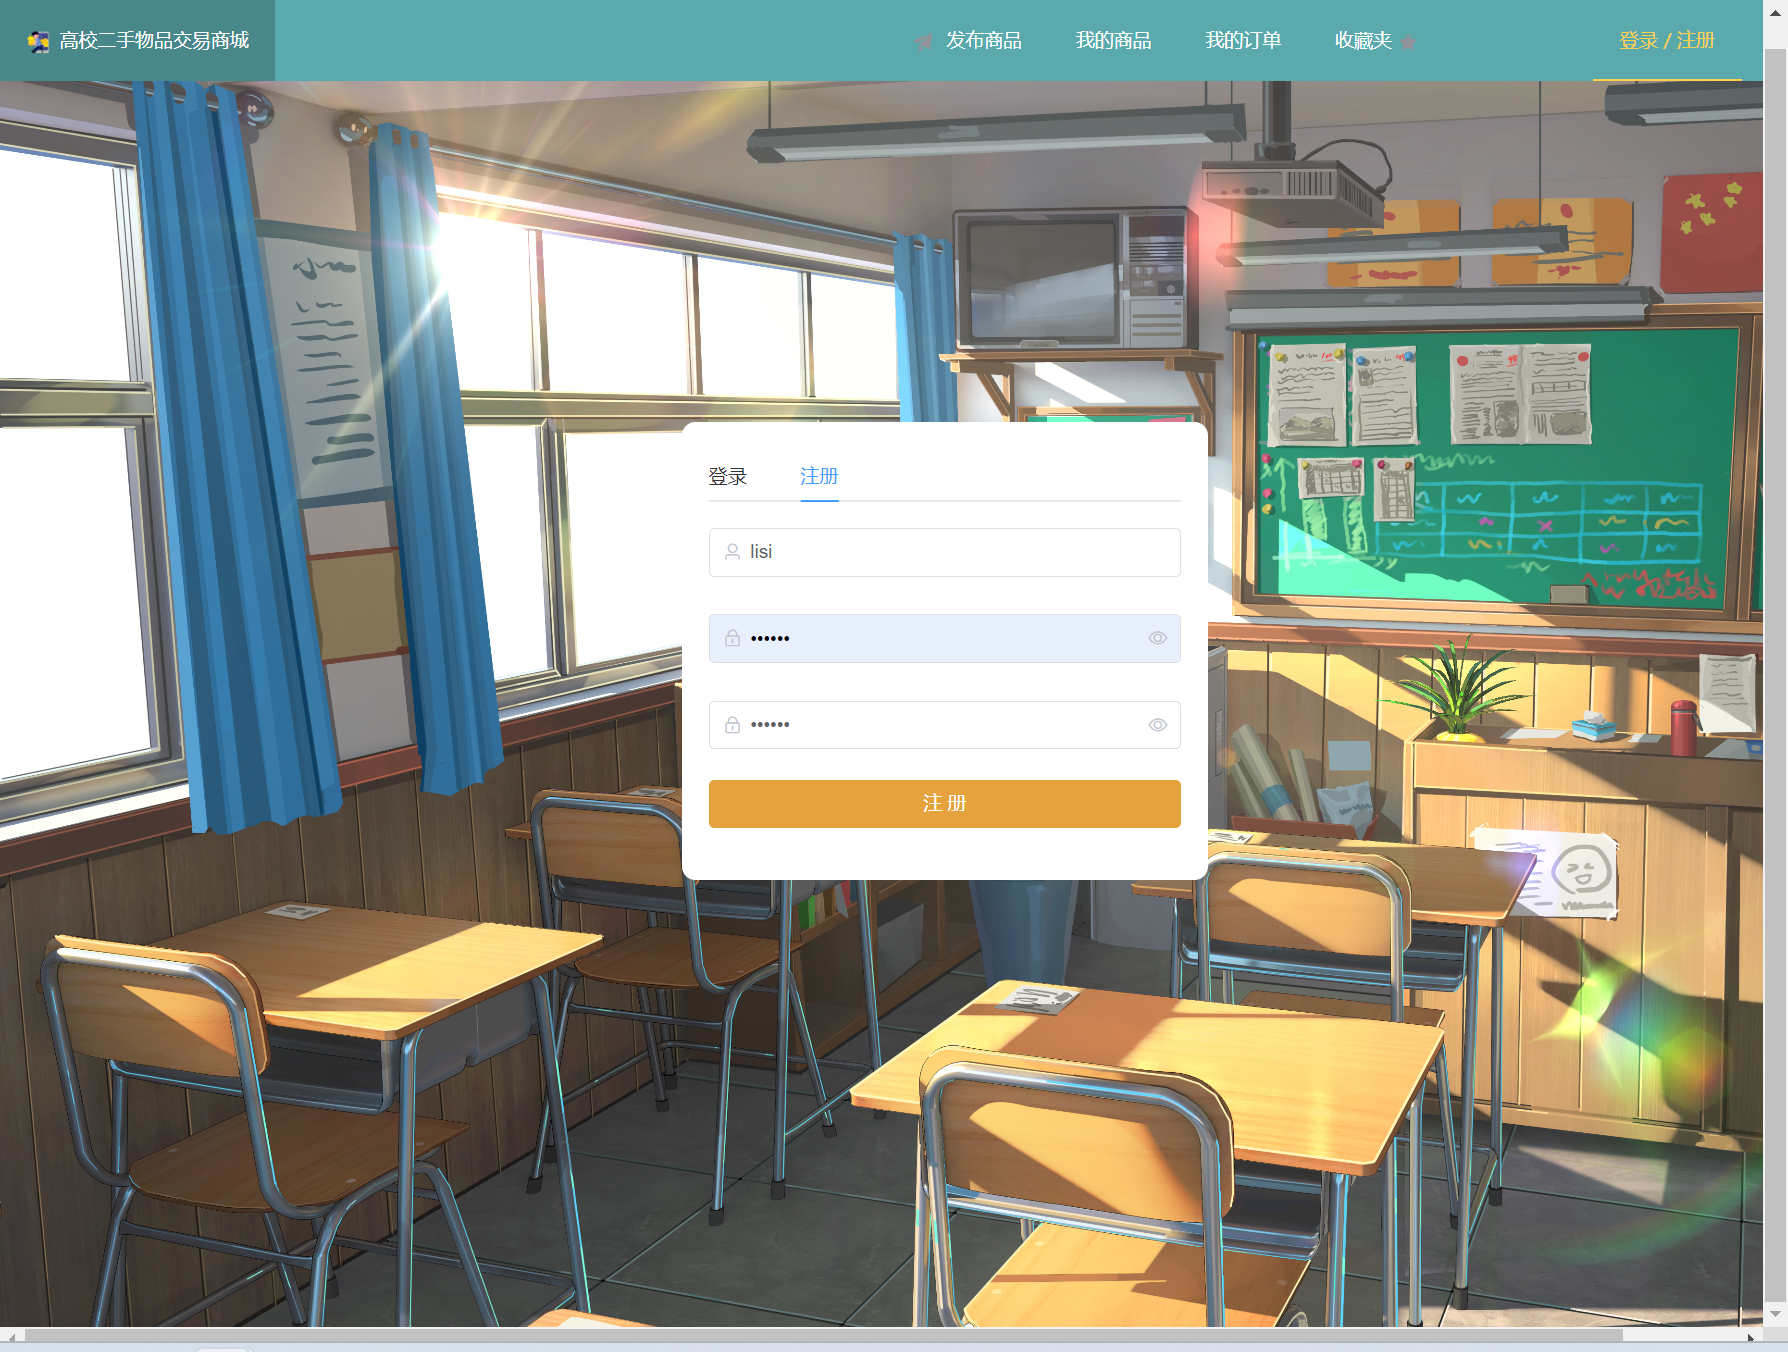 高校二手物品交易商城
发布商品 我的商品 我的订单 收藏夹 登录 / 注册
登录 注册
lisi
••••••
••••••
注 册